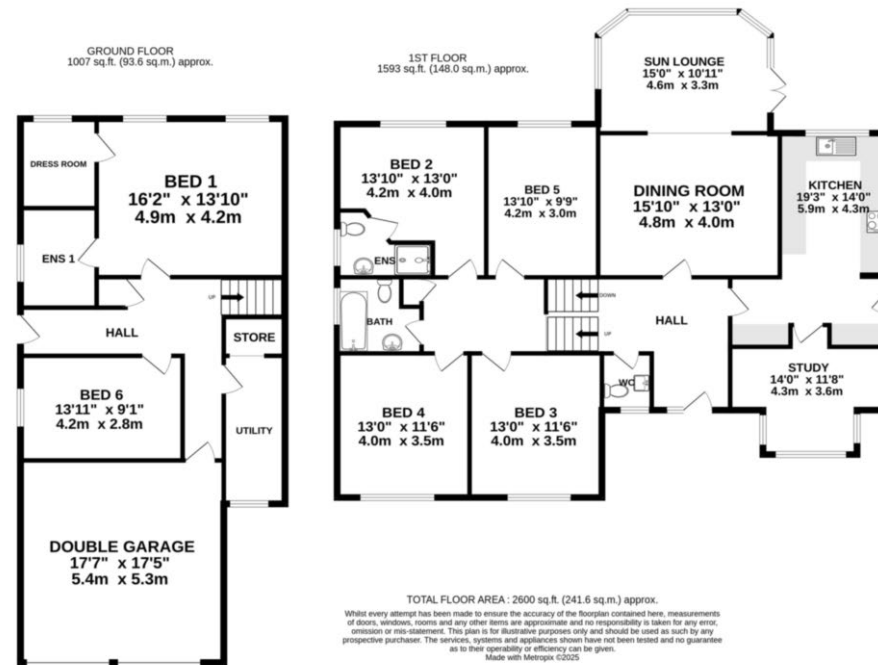 GROUND FLOOR
1007 sq.ft. (93.6 sq.m.) approx.
DRESS ROOM
BED 1
16'2" x 13'10"
4.9m x 4.2m
ENS 1
UP
HALL
STORE
BED 6
13'11" x 9'1"
4.2m x 2.8m
UTILITY
DOUBLE GARAGE
17'7" x 17'5"
5.4m x 5.3m
1ST FLOOR
1593 sq.ft. (148.0 sq.m.) approx.
SUN LOUNGE
15'0" x 10'11"
4.6m x 3.3m
BED 2
13'10" x 13'0"
4.2m x 4.0m
BED 5
13'10" x 9'9"
4.2m x 3.0m
DINING ROOM
15'10" x 13'0"
4.8m x 4.0m
KITCHEN
19'3" x 14'0"
5.9m x 4.3m
ENS
BATH
DOWN
UP
HALL
WC
STUDY
14'0" x 11'8"
4.3m x 3.6m
BED 4
13'0" x 11'6"
4.0m x 3.5m
BED 3
13'0" x 11'6"
4.0m x 3.5m
TOTAL FLOOR AREA : 2600 sq.ft. (241.6 sq.m.) approx.
Whilst every attempt has been made to ensure the accuracy of the floorplan contained here, measurements
of doors, windows, rooms and any other items are approximate and no responsibility is taken for any error,
omission or mis-statement. This plan is for illustrative purposes only and should be used as such by any
prospective purchaser. The services, systems and appliances shown have not been tested and no guarantee
as to their operability or efficiency can be given.
Made with Metropix ©2025